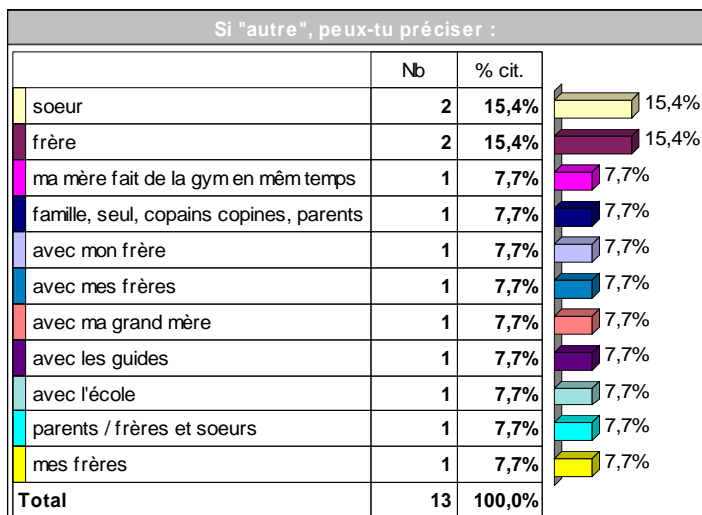 Si "autre", peux-tu préciser :
Nb % cit.
soeur 2 15,4% 15,4%
frère 2 15,4% 15,4%
ma mère fait de la gym en mêm temps 1 7,7% 7,7%
famille, seul, copains copines, parents 1 7,7% 7,7%
avec mon frère 1 7,7% 7,7%
avec mes frères 1 7,7% 7,7%
avec ma grand mère 1 7,7% 7,7%
avec les guides 1 7,7% 7,7%
avec l'école 1 7,7% 7,7%
parents / frères et soeurs 1 7,7% 7,7%
mes frères 1 7,7% 7,7%
Total 13 100,0%